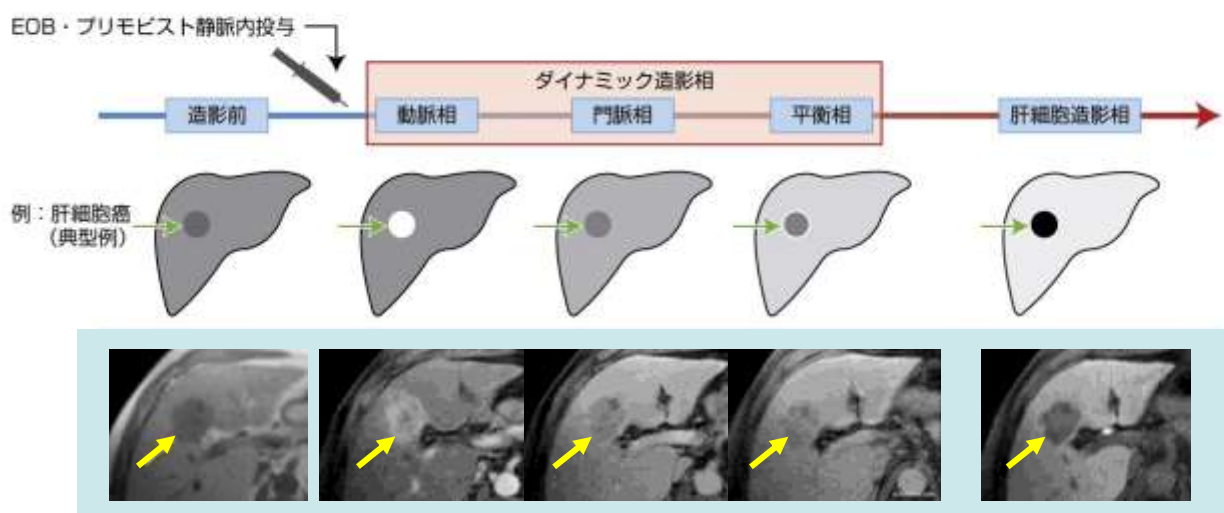 EOB・プリモビスト静脈内投与
ダイナミック造影相
造影前
動脈相
門脈相
平衡相
肝細胞造影相
例：肝細胞癌
（典型例）